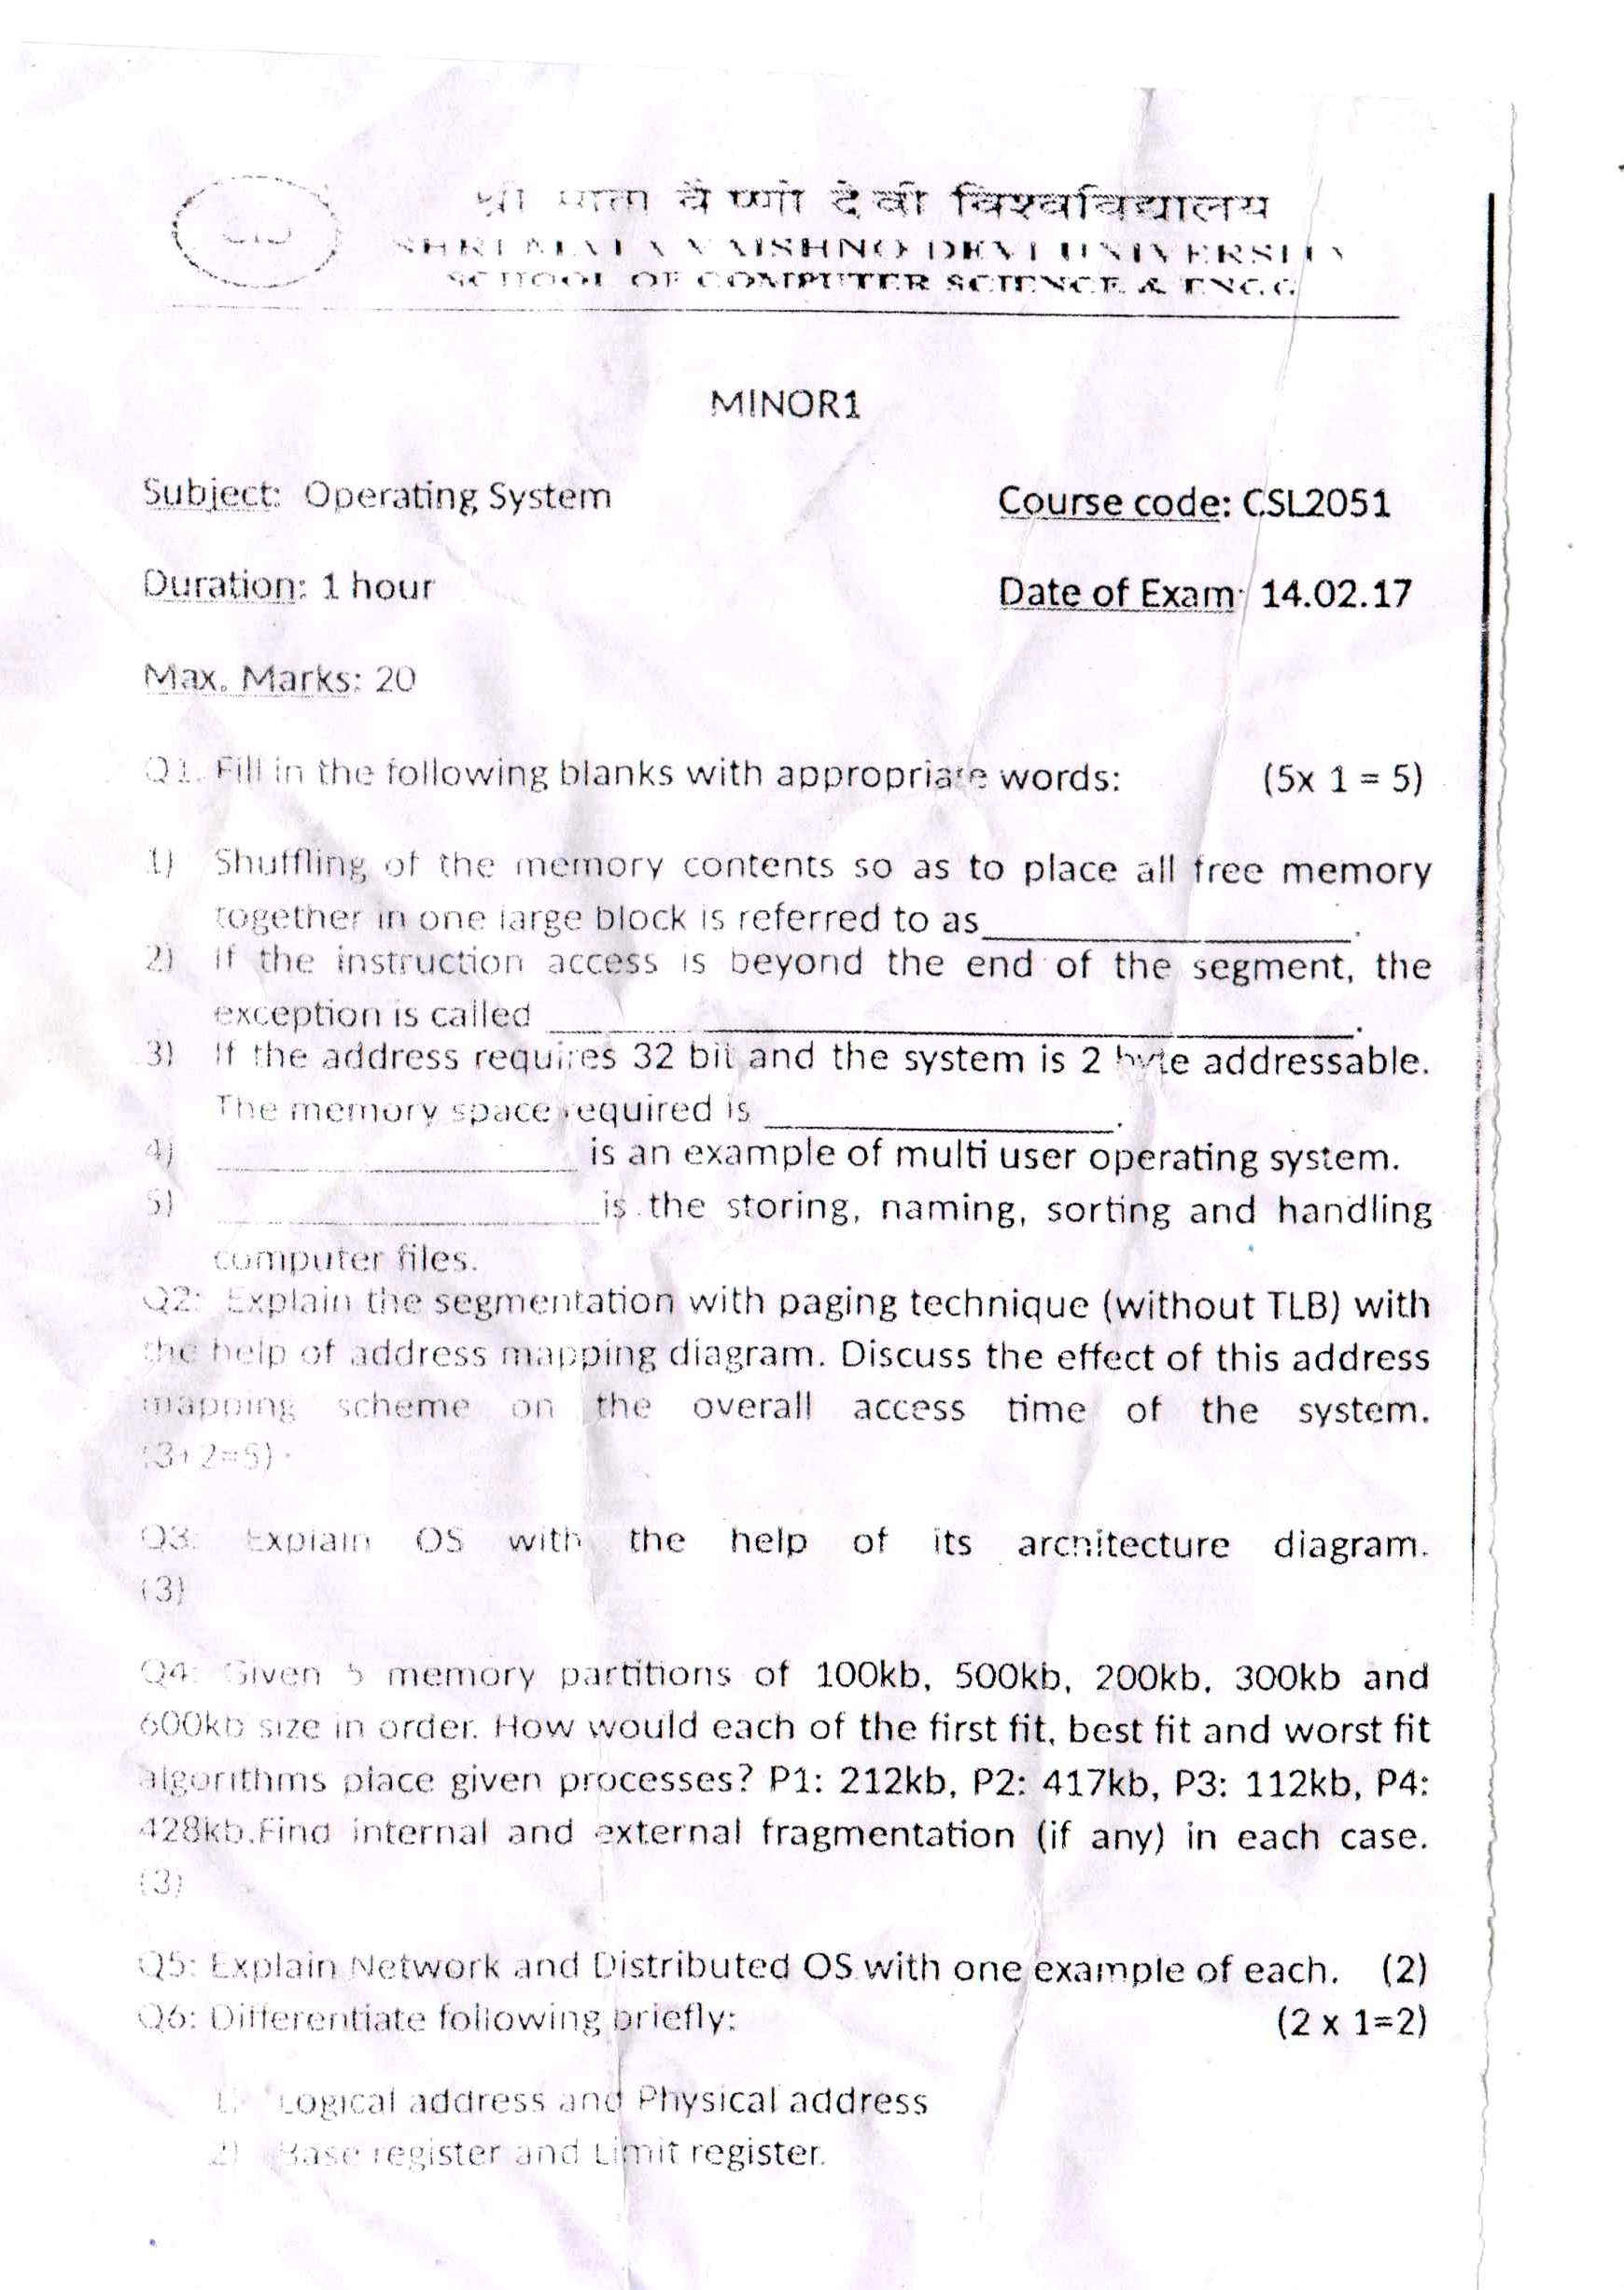 श्री माता वैष्णो देवी विश्वविद्यालय
SHRI MATA VAISHNO DEVI UNIVERSITY
SCHOOL OF COMPUTER SCIENCE & ENGG
MINOR1
Subject: Operating System Course code: CSL2051
Duration: 1 hour Date of Exam: 14.02.17
Max. Marks: 20
Q1. Fill in the following blanks with appropriate words: (5x 1 = 5)
1) Shuffling of the memory contents so as to place all free memory
together in one large block is referred to as ____________.
2) If the instruction access is beyond the end of the segment, the
exception is called ____________.
3) If the address requires 32 bit and the system is 2 byte addressable.
The memory space required is ____________.
4) ____________ is an example of multi user operating system.
5) ____________ is the storing, naming, sorting and handling
computer files.
Q2: Explain the segmentation with paging technique (without TLB) with
the help of address mapping diagram. Discuss the effect of this address
mapping scheme on the overall access time of the system.
(3+2=5)
Q3: Explain OS with the help of its architecture diagram.
(3)
Q4: Given 5 memory partitions of 100kb, 500kb, 200kb, 300kb and
600kb size in order. How would each of the first fit, best fit and worst fit
algorithms place given processes? P1: 212kb, P2: 417kb, P3: 112kb, P4:
428kb.Find internal and external fragmentation (if any) in each case.
(3)
Q5: Explain Network and Distributed OS with one example of each. (2)
Q6: Differentiate following briefly: (2 x 1=2)
1) Logical address and Physical address
2) Base register and Limit register.